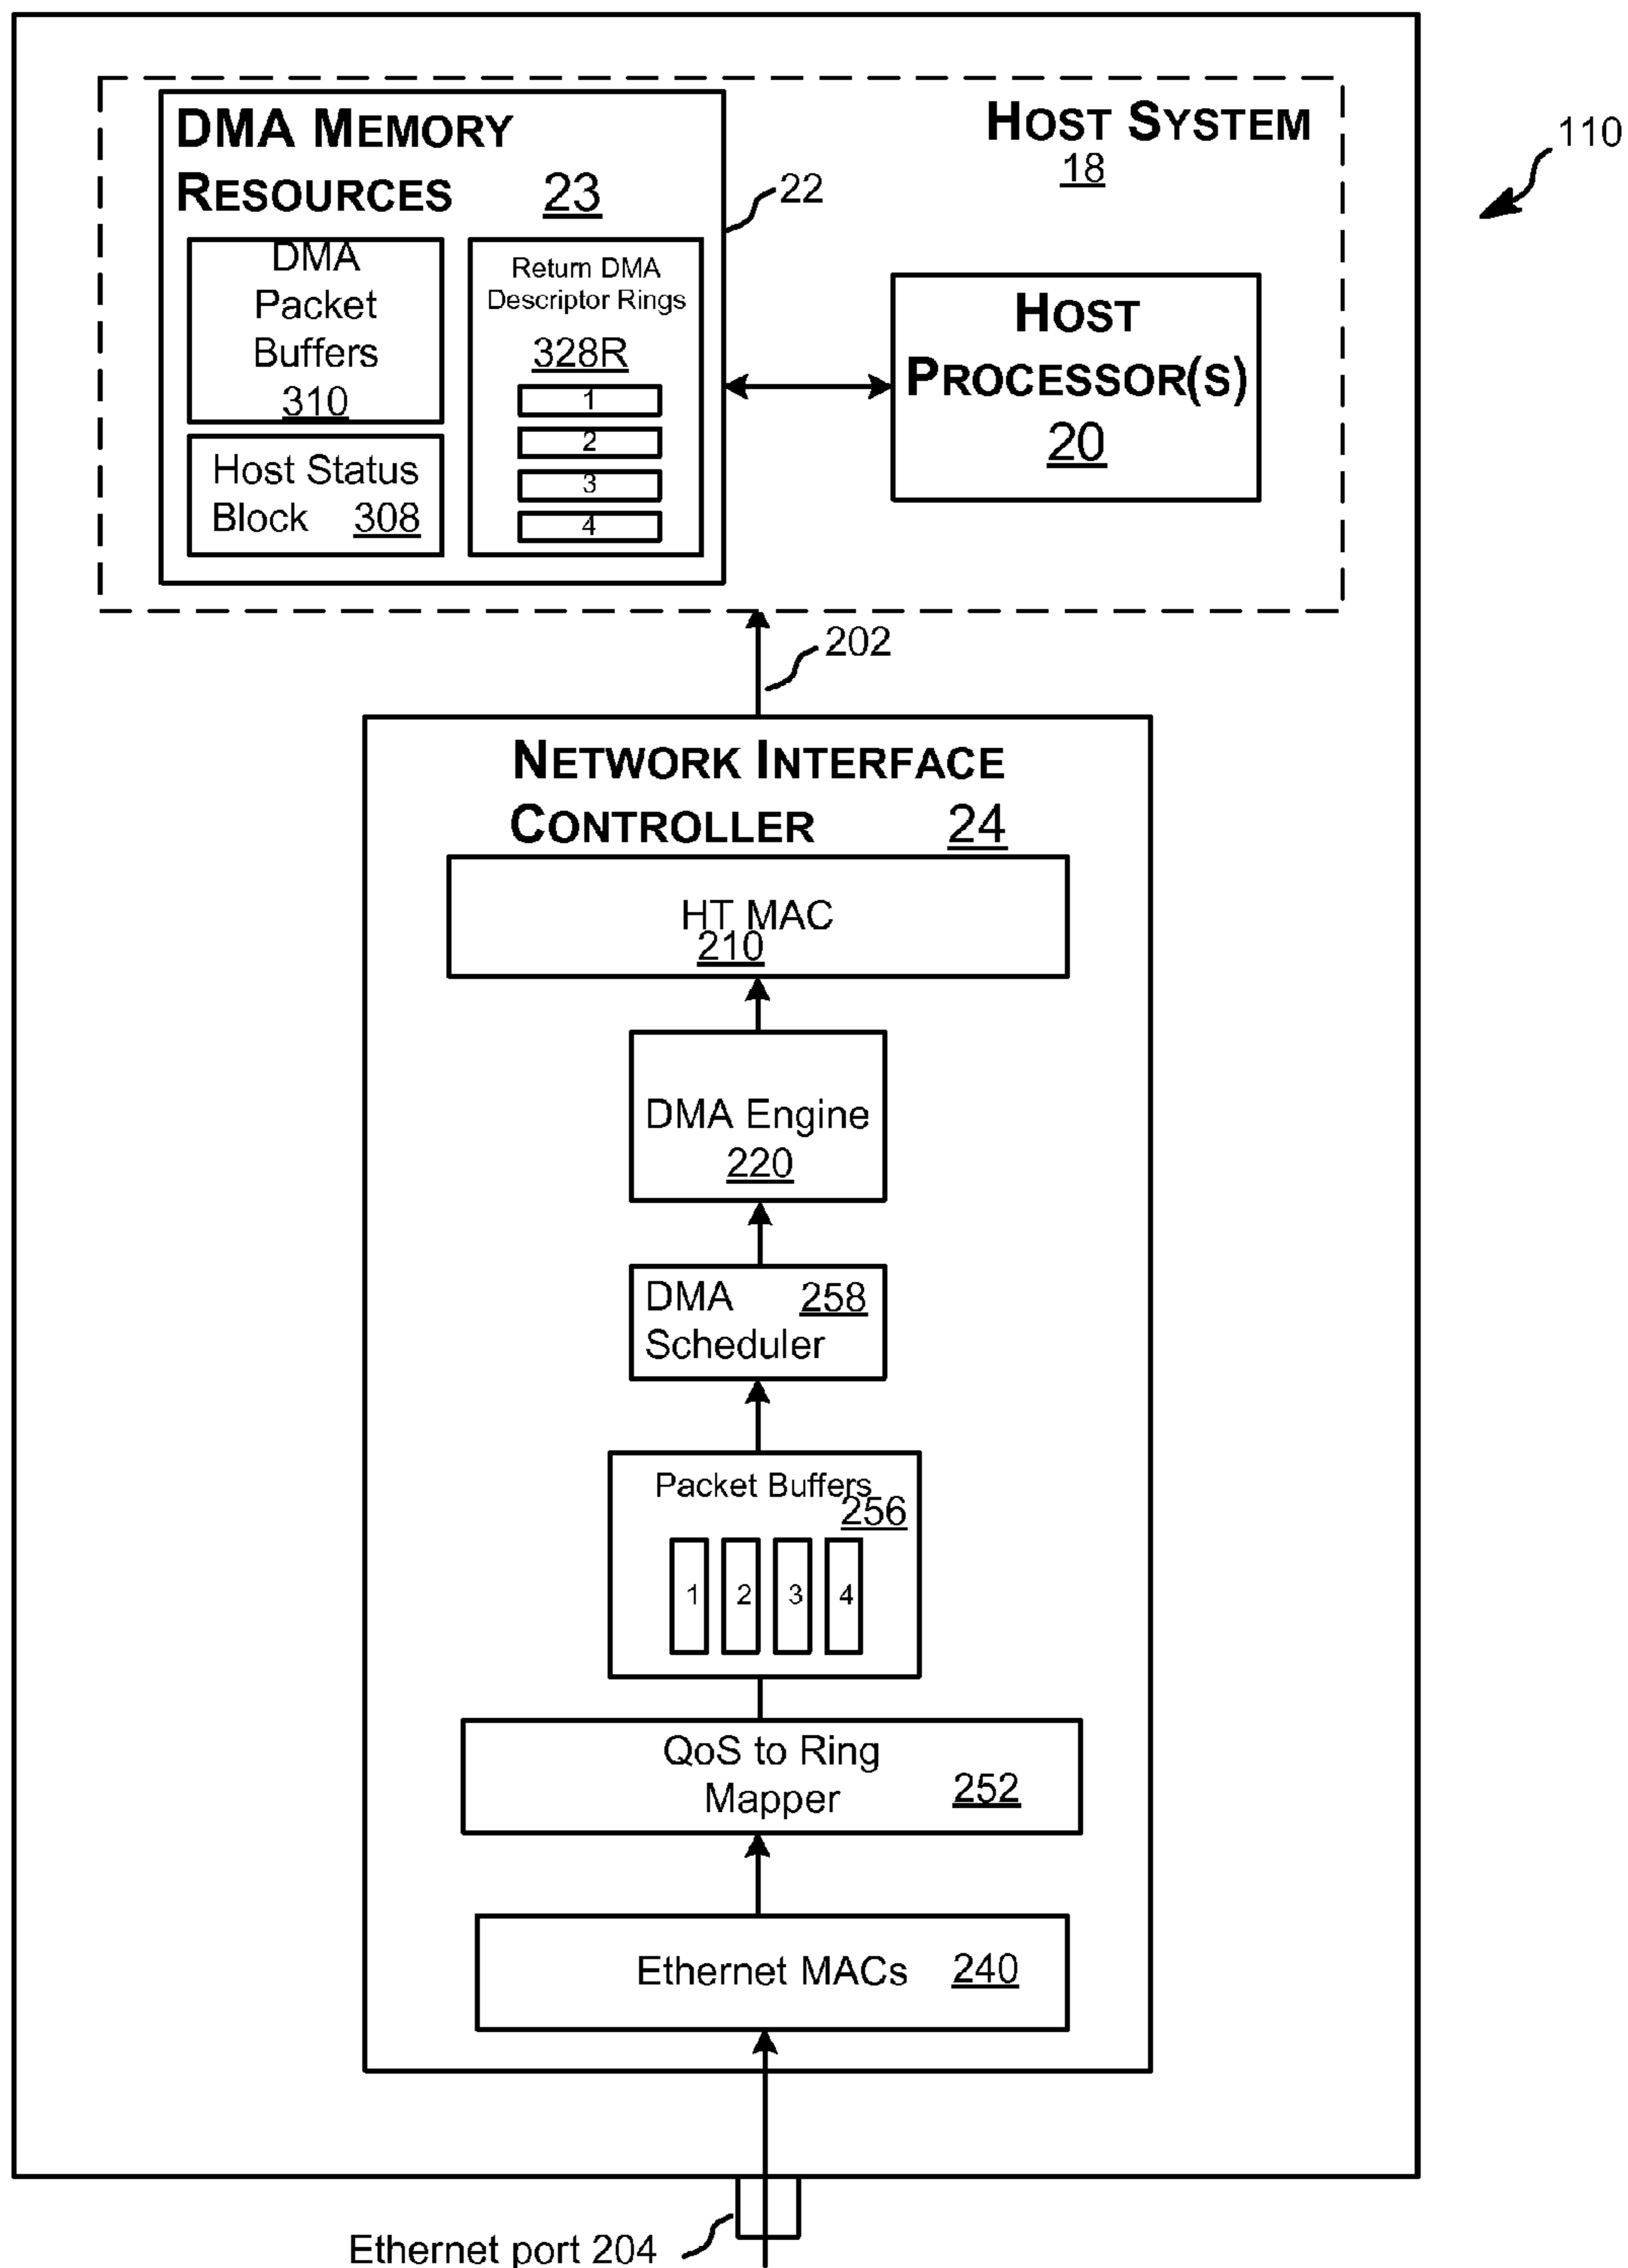 110
HOST SYSTEM
18
DMA MEMORY
RESOURCES 23
22
DMA
Packet
Buffers
310
Host Status
Block 308
Return DMA
Descriptor Rings
328R
1
2
3
4
HOST
PROCESSOR(S)
20
202
NETWORK INTERFACE
CONTROLLER 24
HT MAC
210
DMA Engine
220
DMA 258
Scheduler
Packet Buffers
256
1 2 3 4
QoS to Ring
Mapper 252
Ethernet MACs 240
Ethernet port 204